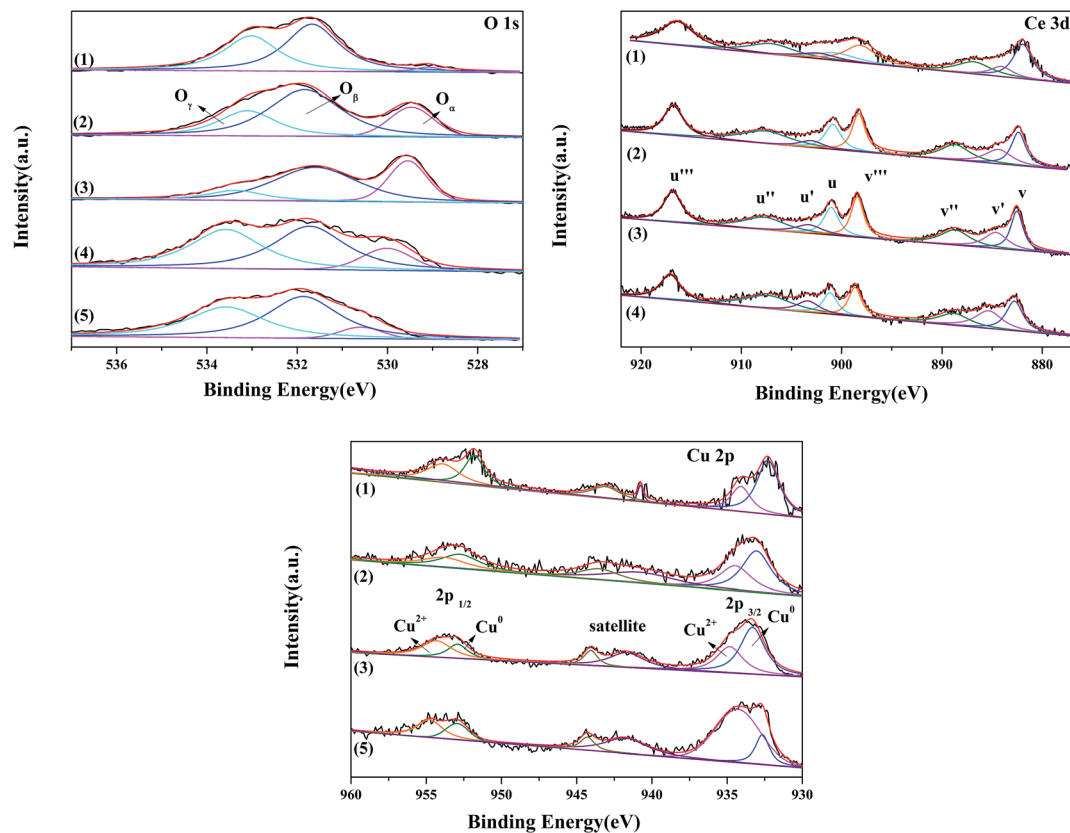 O 1s
Intensity(a.u.)
(1)
(2)
(3)
(4)
(5)
Oγ
Oβ
Oα
536 534 532 530 528
Binding Energy(eV)
Ce 3d
Intensity(a.u.)
(1)
(2)
(3)
(4)
u'''
u''
u'
u
v'''
v''
v'
v
920 910 900 890 880
Binding Energy(eV)
Cu 2p
Intensity(a.u.)
(1)
(2)
(3)
(5)
2p 1/2
Cu2+
Cu0
satellite
2p 3/2
Cu2+
Cu0
960 955 950 945 940 935 930
Binding Energy(eV)